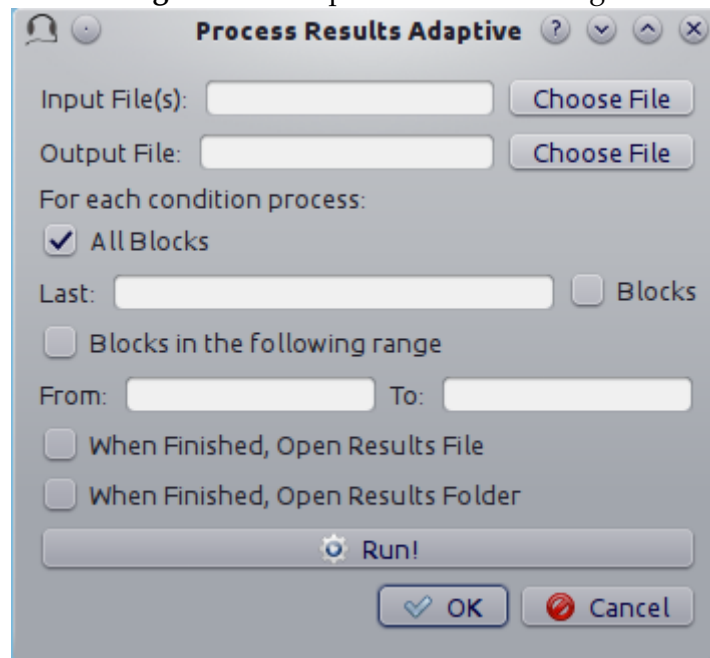 Process Results Adaptive ?
Input File(s): Choose File
Output File: Choose File
For each condition process:
All Blocks
Last: Blocks
Blocks in the following range
From: To:
When Finished, Open Results File
When Finished, Open Results Folder
Run!
OK Cancel